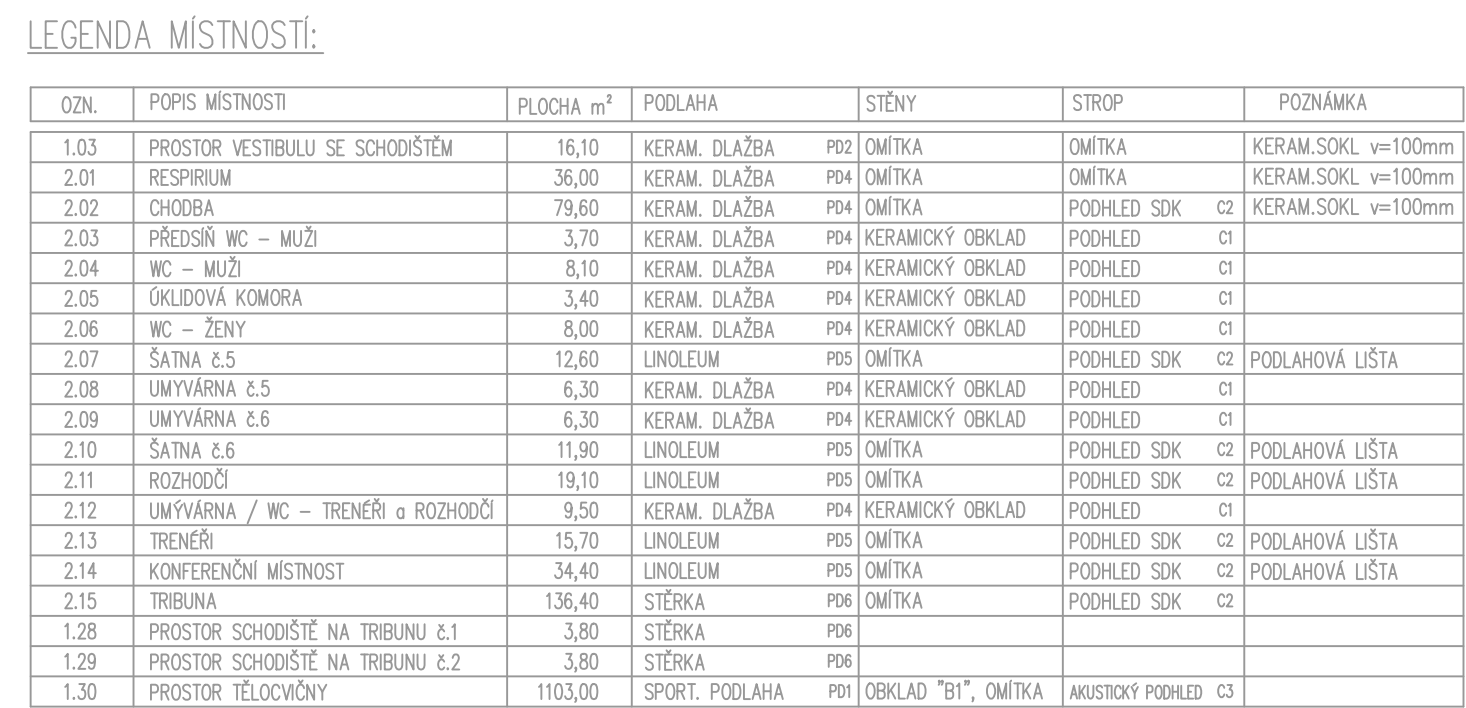 LEGENDA MÍSTNOSTÍ:
OZN. POPIS MÍSTNOSTI PLOCHA m² PODLAHA STĚNY STROP POZNÁMKA
1.03 PROSTOR VESTIBULU SE SCHODIŠTĚM 16,10 KERAM. DLAŽBA PD2 OMÍTKA OMÍTKA KERAM.SOKL v=100mm
2.01 RESPIRIUM 36,00 KERAM. DLAŽBA PD4 OMÍTKA OMÍTKA KERAM.SOKL v=100mm
2.02 CHODBA 79,60 KERAM. DLAŽBA PD4 OMÍTKA PODHLED SDK C2 KERAM.SOKL v=100mm
2.03 PŘEDSÍŇ WC – MUŽI 3,70 KERAM. DLAŽBA PD4 KERAMICKÝ OBKLAD PODHLED C1
2.04 WC – MUŽI 8,10 KERAM. DLAŽBA PD4 KERAMICKÝ OBKLAD PODHLED C1
2.05 ÚKLIDOVÁ KOMORA 3,40 KERAM. DLAŽBA PD4 KERAMICKÝ OBKLAD PODHLED C1
2.06 WC – ŽENY 8,00 KERAM. DLAŽBA PD4 KERAMICKÝ OBKLAD PODHLED C1
2.07 ŠATNA č.5 12,60 LINOLEUM PD5 OMÍTKA PODHLED SDK C2 PODLAHOVÁ LIŠTA
2.08 UMYVÁRNA č.5 6,30 KERAM. DLAŽBA PD4 KERAMICKÝ OBKLAD PODHLED C1
2.09 UMYVÁRNA č.6 6,30 KERAM. DLAŽBA PD4 KERAMICKÝ OBKLAD PODHLED C1
2.10 ŠATNA č.6 11,90 LINOLEUM PD5 OMÍTKA PODHLED SDK C2 PODLAHOVÁ LIŠTA
2.11 ROZHODČÍ 19,10 LINOLEUM PD5 OMÍTKA PODHLED SDK C2 PODLAHOVÁ LIŠTA
2.12 UMÝVÁRNA / WC – TRENÉŘI a ROZHODČÍ 9,50 KERAM. DLAŽBA PD4 KERAMICKÝ OBKLAD PODHLED C1
2.13 TRENÉŘI 15,70 LINOLEUM PD5 OMÍTKA PODHLED SDK C2 PODLAHOVÁ LIŠTA
2.14 KONFERENČNÍ MÍSTNOST 34,40 LINOLEUM PD5 OMÍTKA PODHLED SDK C2 PODLAHOVÁ LIŠTA
2.15 TRIBUNA 136,40 STĚRKA PD6 OMÍTKA PODHLED SDK C2
1.28 PROSTOR SCHODIŠTĚ NA TRIBUNU č.1 3,80 STĚRKA PD6
1.29 PROSTOR SCHODIŠTĚ NA TRIBUNU č.2 3,80 STĚRKA PD6
1.30 PROSTOR TĚLOCVIČNY 1103,00 SPORT. PODLAHA PD1 OBKLAD "B1", OMÍTKA AKUSTICKÝ PODHLED C3